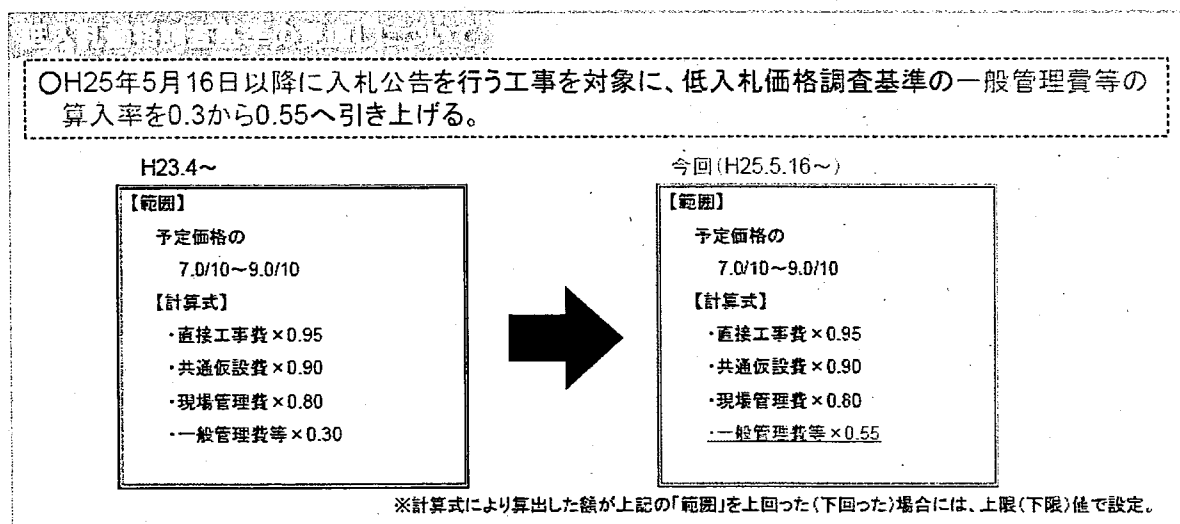 〇H25年5月16日以降に入札公告を行う工事を対象に、低入札価格調査基準の一般管理費等の
算入率を0.3から0.55へ引き上げる。
H23.4～
今回(H25.5.16～)
【範囲】
予定価格の
7.0/10～9.0/10
【計算式】
・直接工事費×0.95
・共通仮設費×0.90
・現場管理費×0.80
・一般管理費等×0.30
【範囲】
予定価格の
7.0/10～9.0/10
【計算式】
・直接工事費×0.95
・共通仮設費×0.90
・現場管理費×0.80
・一般管理費等×0.55
※計算式により算出した額が上記の「範囲」を上回った(下回った)場合には、上限(下限)値で設定。